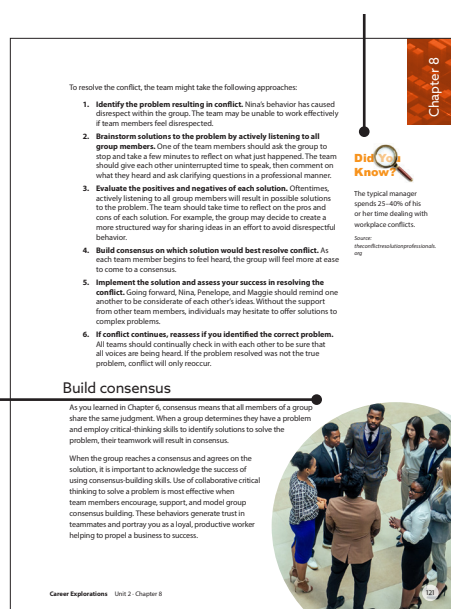 Chapter 8
To resolve the conflict, the team might take the following approaches:
1. Identify the problem resulting in conflict. Nina's behavior has caused
disrespect within the group. The team may be unable to work effectively
if team members feel disrespected.
2. Brainstorm solutions to the problem by actively listening to all
group members. One of the team members should ask the group to
stop and take a few minutes to reflect on what just happened. The team
should give each other uninterrupted time to speak, then comment on
what they heard and ask clarifying questions in a professional manner.
3. Evaluate the positives and negatives of each solution. Oftentimes,
actively listening to all group members will result in possible solutions
to the problem. The team should take time to reflect on the pros and
cons of each solution. For example, the group may decide to create a
more structured way for sharing ideas in an effort to avoid disrespectful
behavior.
4. Build consensus on which solution would best resolve conflict. As
each team member begins to feel heard, the group will feel more at ease
to come to a consensus.
5. Implement the solution and assess your success in resolving the
conflict. Going forward, Nina, Penelope, and Maggie should remind one
another to be considerate of each other's ideas. Without the support
from other team members, individuals may hesitate to offer solutions to
complex problems.
6. If conflict continues, reassess if you identified the correct problem.
All teams should continually check in with each other to be sure that
all voices are being heard. If the problem resolved was not the true
problem, conflict will only reoccur.
Did You
Know?
The typical manager
spends 25–40% of his
or her time dealing with
workplace conflicts.
Source:
theconflictresolutionprofessionals.
org
Build consensus
As you learned in Chapter 6, consensus means that all members of a group
share the same judgment. When a group determines they have a problem
and employ critical-thinking skills to identify solutions to solve the
problem, their teamwork will result in consensus.
When the group reaches a consensus and agrees on the
solution, it is important to acknowledge the success of
using consensus-building skills. Use of collaborative critical
thinking to solve a problem is most effective when
team members encourage, support, and model group
consensus building. These behaviors generate trust in
teammates and portray you as a loyal, productive worker
helping to propel a business to success.
Career Explorations Unit 2 · Chapter 8
121